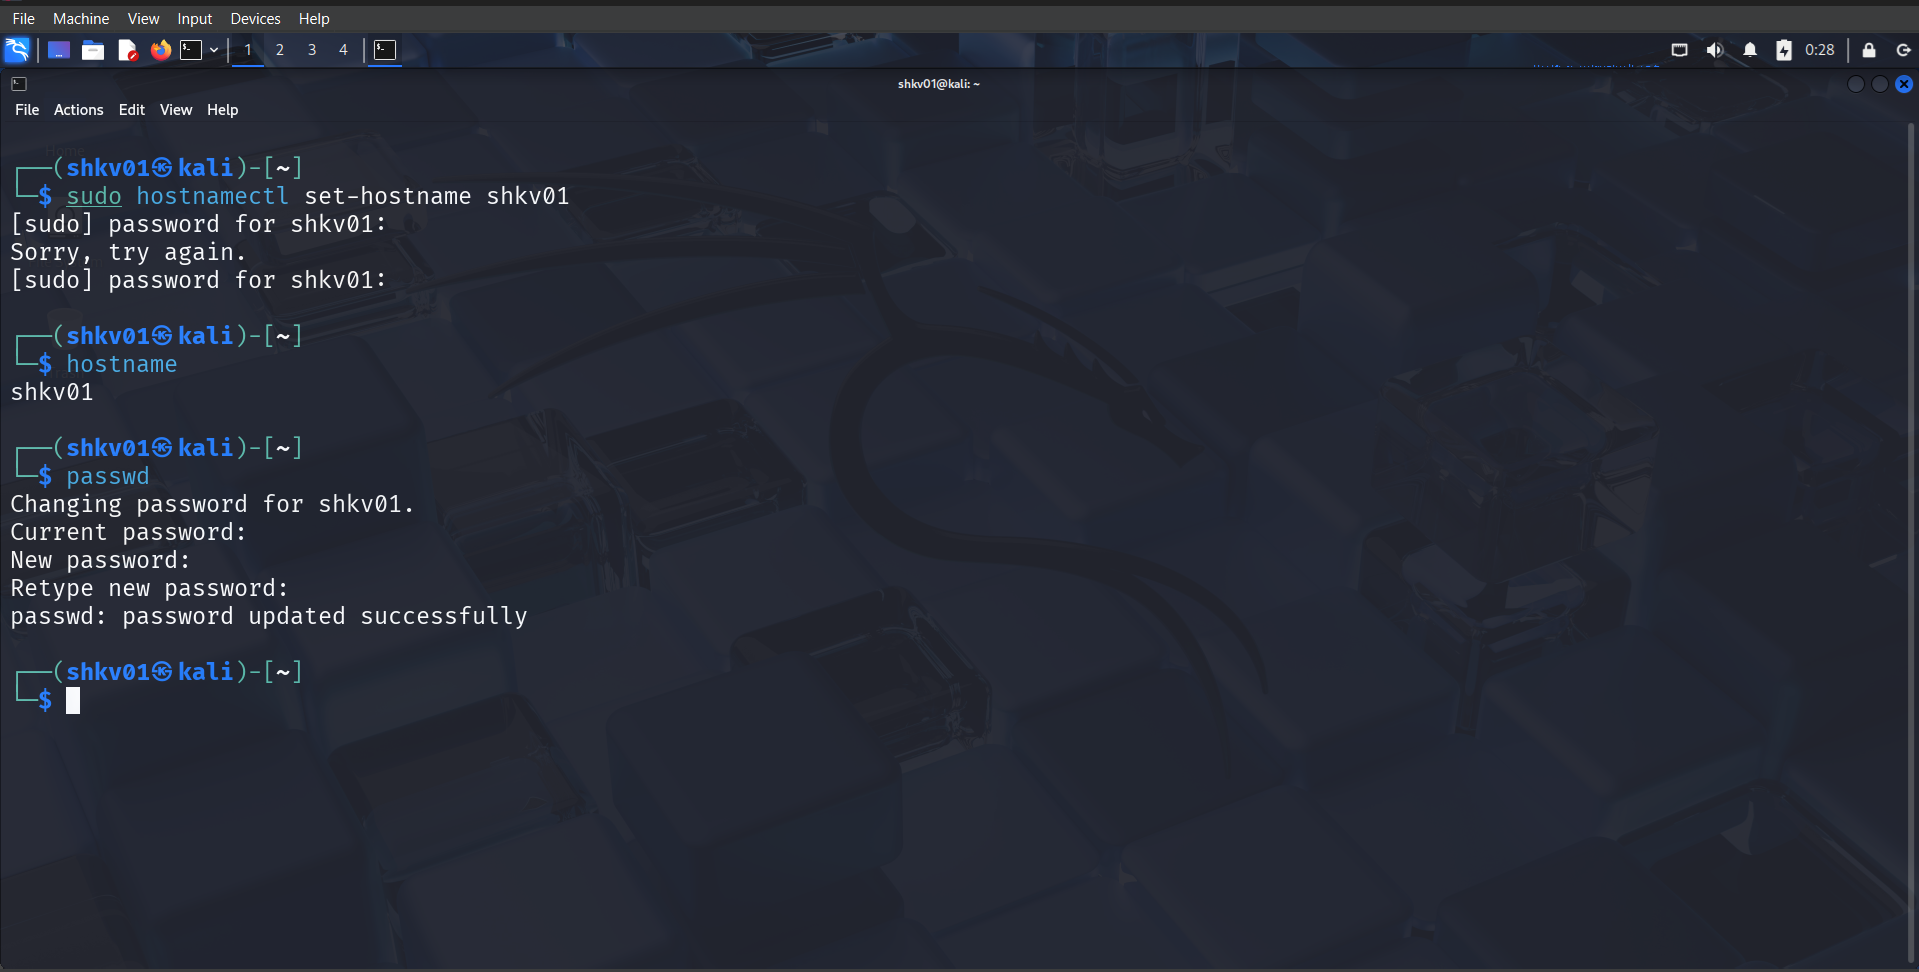 File Machine View Input Devices Help
1 2 3 4 0:28
shkv01@kali: ~
File Actions Edit View Help
Home
┌──(shkv01㉿kali)-[~]
└─$ sudo hostnamectl set-hostname shkv01
[sudo] password for shkv01:
Sorry, try again.
[sudo] password for shkv01:
┌──(shkv01㉿kali)-[~]
└─$ hostname
shkv01
┌──(shkv01㉿kali)-[~]
└─$ passwd
Changing password for shkv01.
Current password:
New password:
Retype new password:
passwd: password updated successfully
┌──(shkv01㉿kali)-[~]
└─$